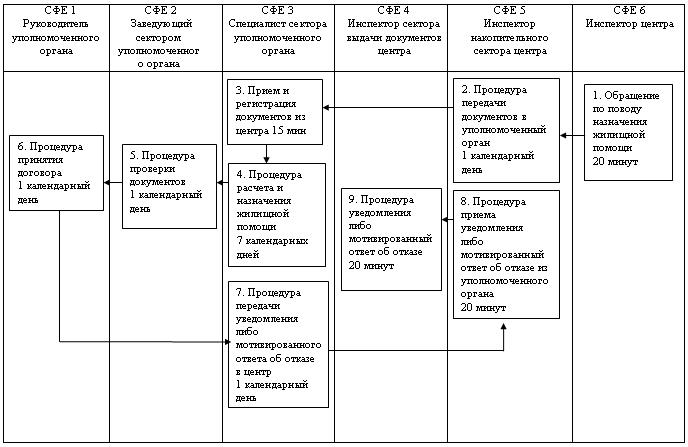 СФЕ 1
Руководитель
уполномоченного
органа
СФЕ 2
Заведующий
сектором
уполномоченног
о органа
СФЕ 3
Специалист сектора
уполномоченного
органа
СФЕ 4
Инспектор сектора
выдачи документов
центра
СФЕ 5
Инспектор
накопительного
сектора центра
СФЕ 6
Инспектор центра
1. Обращение
по поводу
назначения
жилищной
помощи
20 минут
2. Процедура
передачи
документов в
уполномоченный
орган
1 календарный
день
3. Прием и
регистрация
документов из
центра 15 мин
4. Процедура
расчета и
назначения
жилищной
помощи
7 календарных
дней
5. Процедура
проверки
документов
1 календарный
день
6. Процедура
принятия
договора
1 календарный
день
7. Процедура
передачи
уведомления
либо
мотивированного
ответа об отказе
в центр
1 календарный
день
8. Процедура
приема
уведомления
либо
мотивированный
ответ об отказе из
уполномоченного
органа
20 минут
9. Процедура
уведомления
либо
мотивированный
ответ об отказе
20 минут